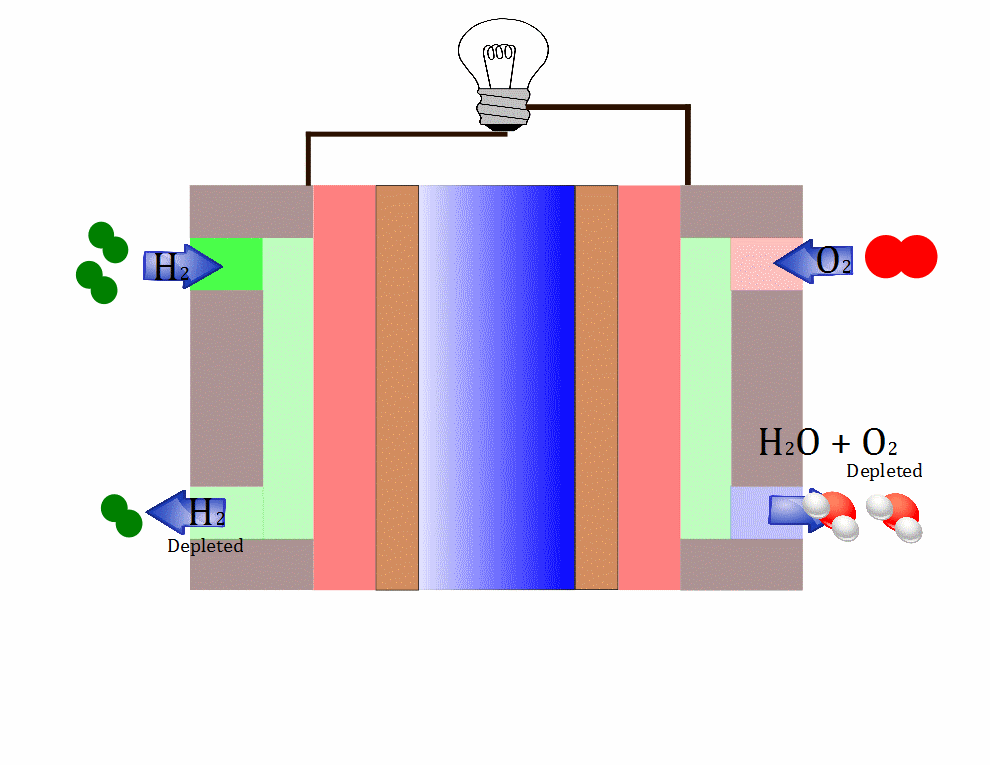 H₂
O₂
H₂O + O₂
Depleted
H₂
Depleted